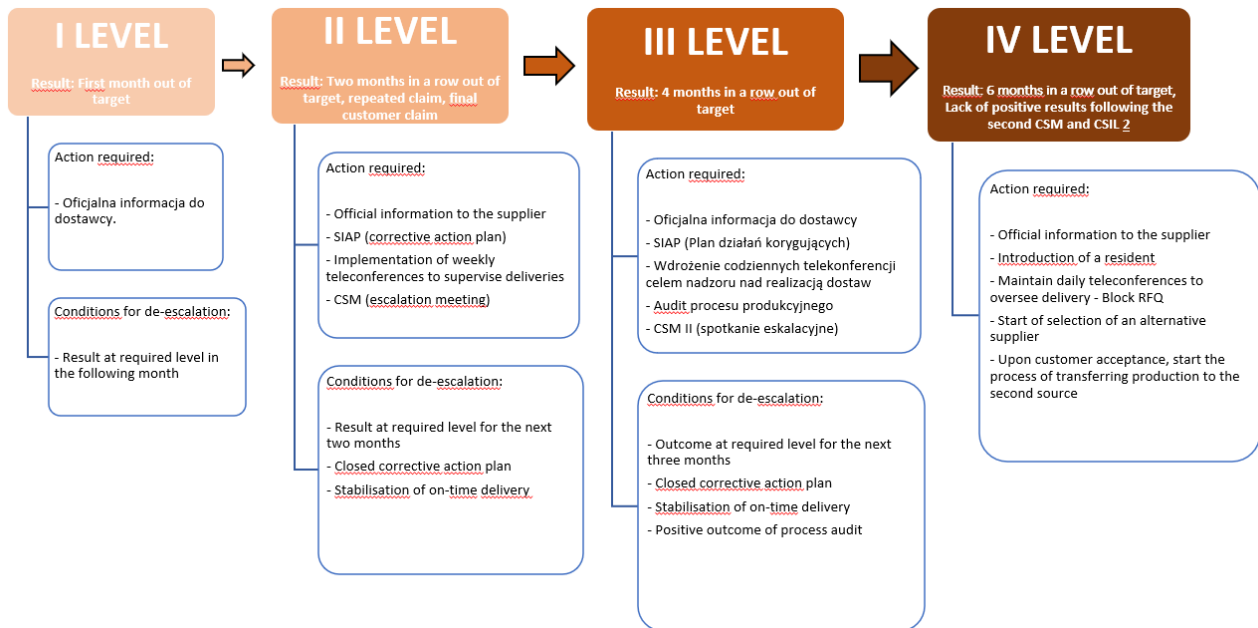 I LEVEL
Result: First month out of
target
Action required:
- Oficjalna informacja do
dostawcy.
Conditions for de-escalation:
- Result at required level in
the following month
II LEVEL
Result: Two months in a row out of
target, repeated claim, final
customer claim
Action required:
- Official information to the supplier
- SIAP (corrective action plan)
- Implementation of weekly
teleconferences to supervise deliveries
- CSM (escalation meeting)
Conditions for de-escalation:
- Result at required level for the next
two months
- Closed corrective action plan
- Stabilisation of on-time delivery
III LEVEL
Result: 4 months in a row out of
target
Action required:
- Oficjalna informacja do dostawcy
- SIAP (Plan działań korygujących)
- Wdrożenie codziennych telekonferencji
celem nadzoru nad realizacją dostaw
- Audit procesu produkcyjnego
- CSM II (spotkanie eskalacyjne)
Conditions for de-escalation:
- Outcome at required level for the next
three months
- Closed corrective action plan
- Stabilisation of on-time delivery
- Positive outcome of process audit
IV LEVEL
Result: 6 months in a row out of target,
Lack of positive results following the
second CSM and CSIL 2
Action required:
- Official information to the supplier
- Introduction of a resident
- Maintain daily teleconferences to
oversee delivery - Block RFQ
- Start of selection of an alternative
supplier
- Upon customer acceptance, start the
process of transferring production to the
second source